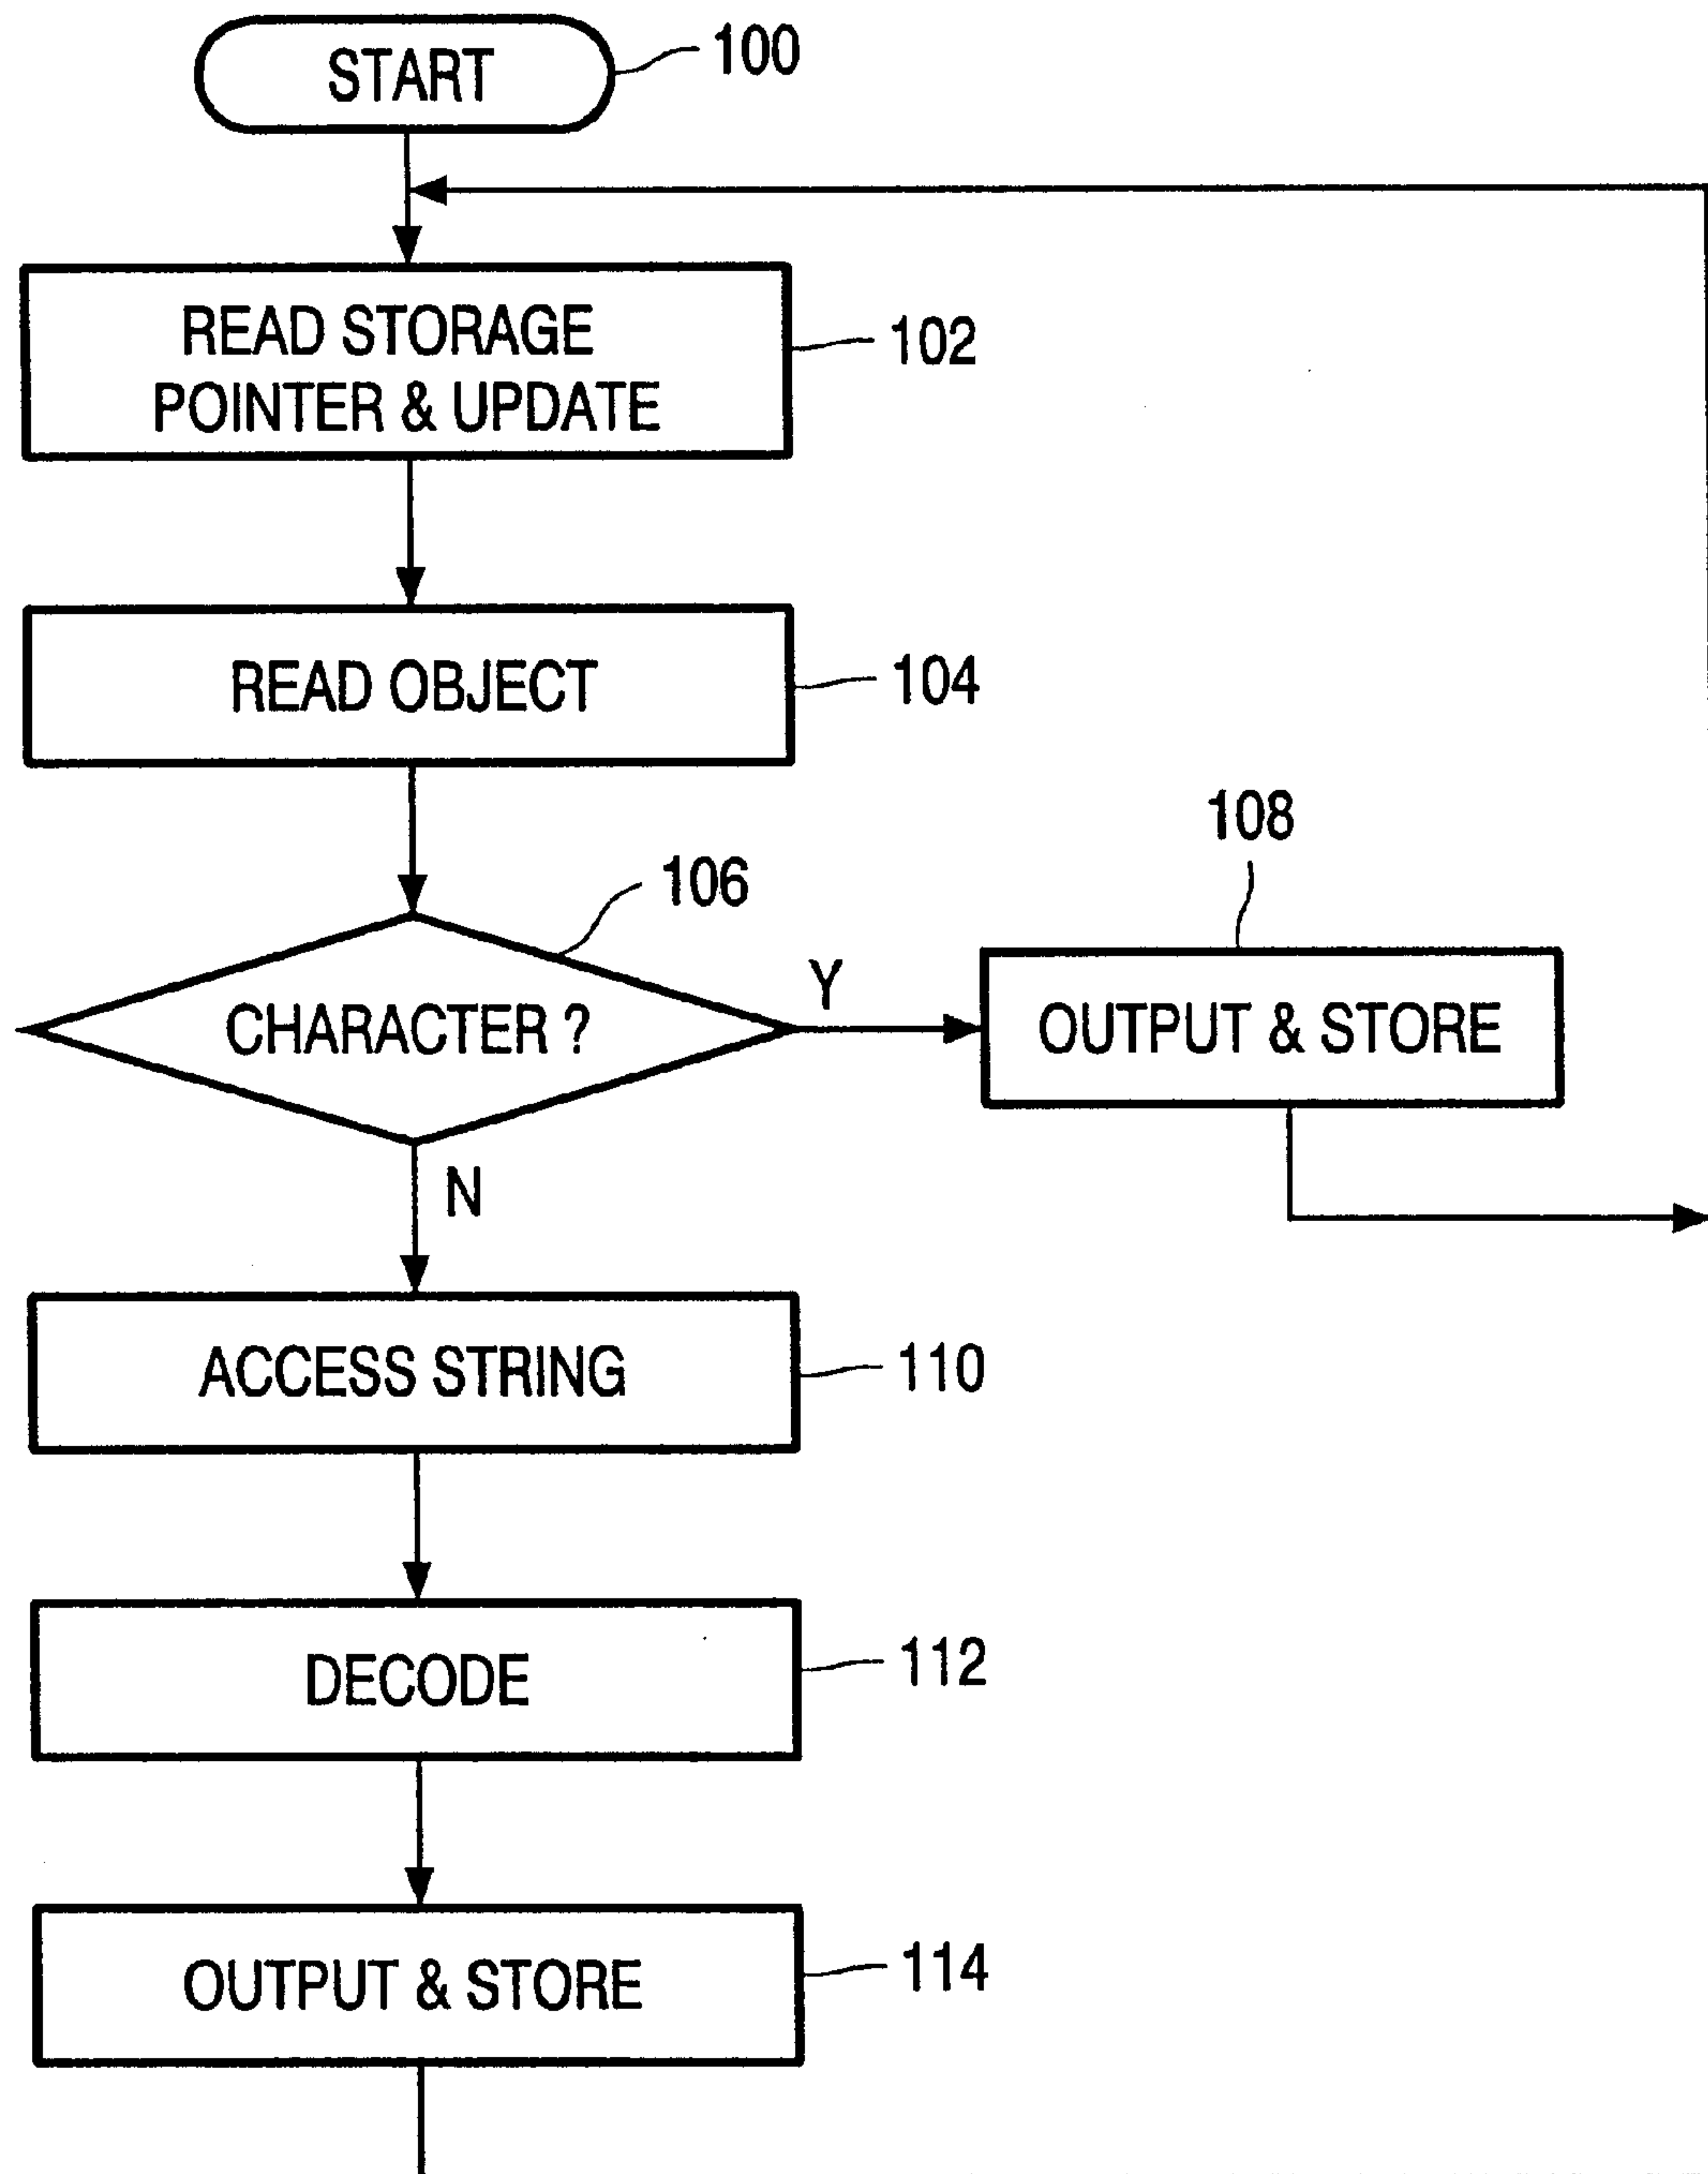 START
100
READ STORAGE
POINTER & UPDATE
102
READ OBJECT
104
106
CHARACTER ?
Y
108
OUTPUT & STORE
N
ACCESS STRING
110
DECODE
112
OUTPUT & STORE
114